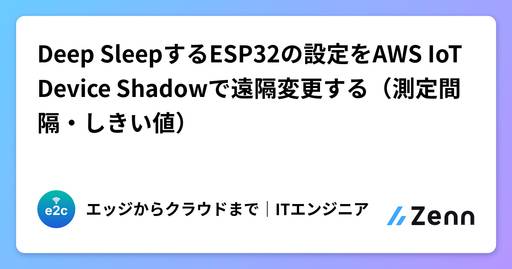 Deep SleepするESP32の設定をAWS IoT
Device Shadowで遠隔変更する（測定間
隔・しきい値）
e2c
エッジからクラウドまで｜ITエンジニア
Zenn